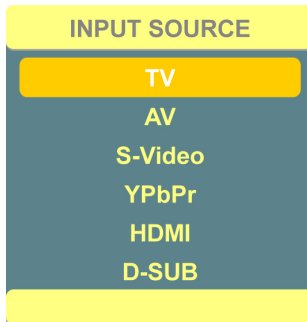 INPUT SOURCE
TV
AV
S-Video
YPbPr
HDMI
D-SUB